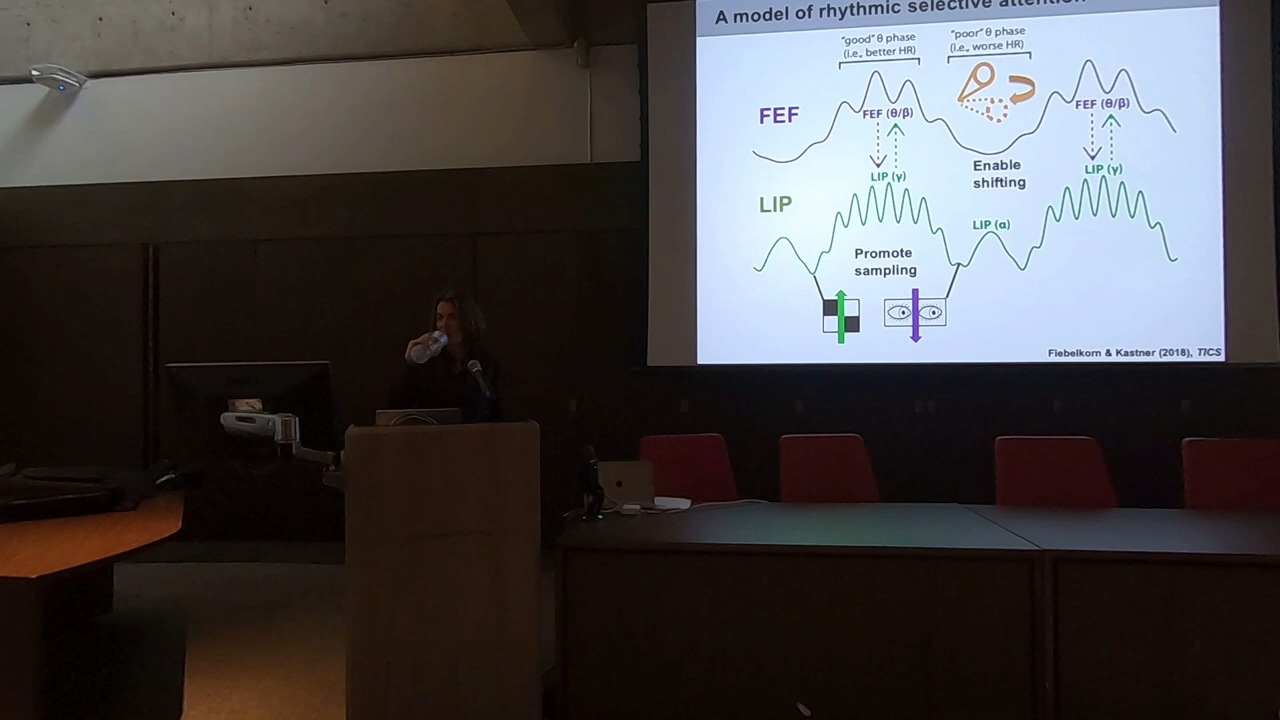 A model of rhythmic selective attention
"good" θ phase
(i.e., better HR)
"poor" θ phase
(i.e., worse HR)
FEF
FEF (θ/β)
FEF (θ/β)
Enable
shifting
LIP (γ)
LIP (γ)
LIP
LIP (α)
Promote
sampling
Fiebelkorn & Kastner (2018), TICS